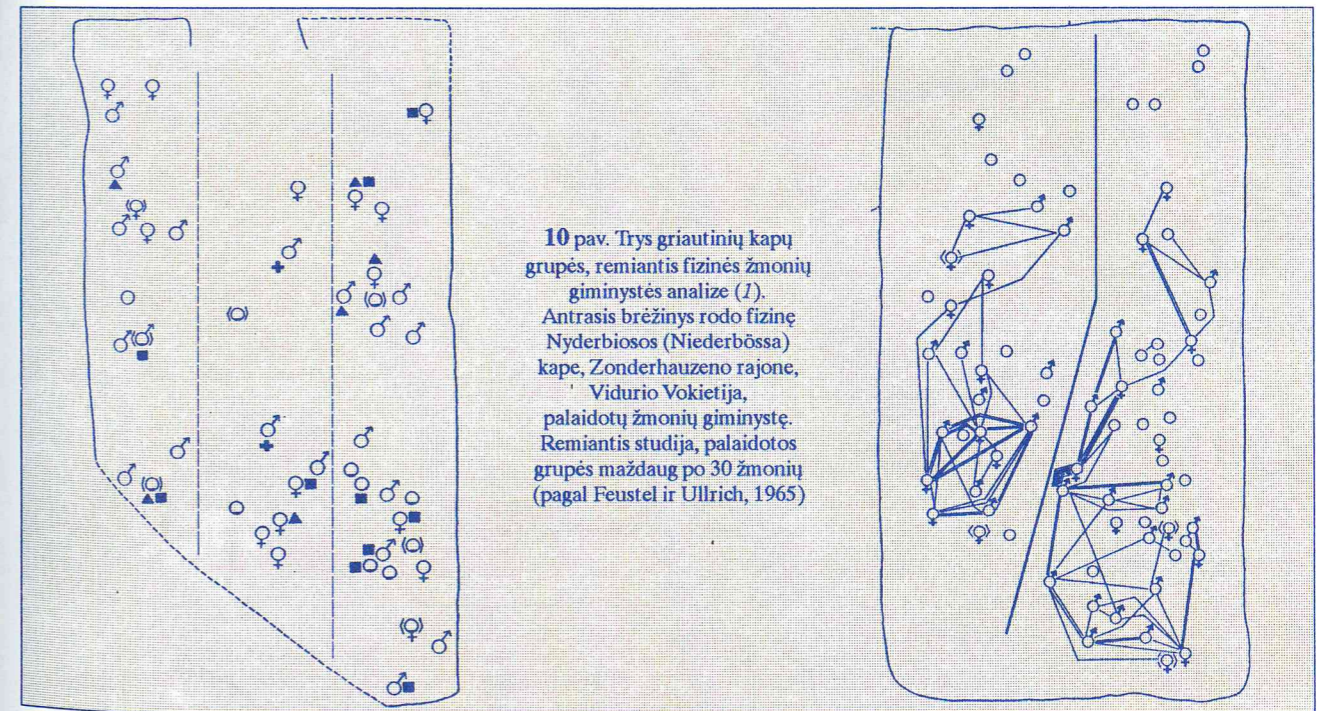 10 pav. Trys griautinių kapų
grupės, remiantis fizinės žmonių
giminystės analize (1).
Antrasis brėžinys rodo fizinę
Nyderbiosos (Niederbössa)
kape, Zonderhauzeno rajone,
Vidurio Vokietija,
palaidotų žmonių giminystę.
Remiantis studija, palaidotos
grupės maždaug po 30 žmonių
(pagal Feustel ir Ullrich, 1965)